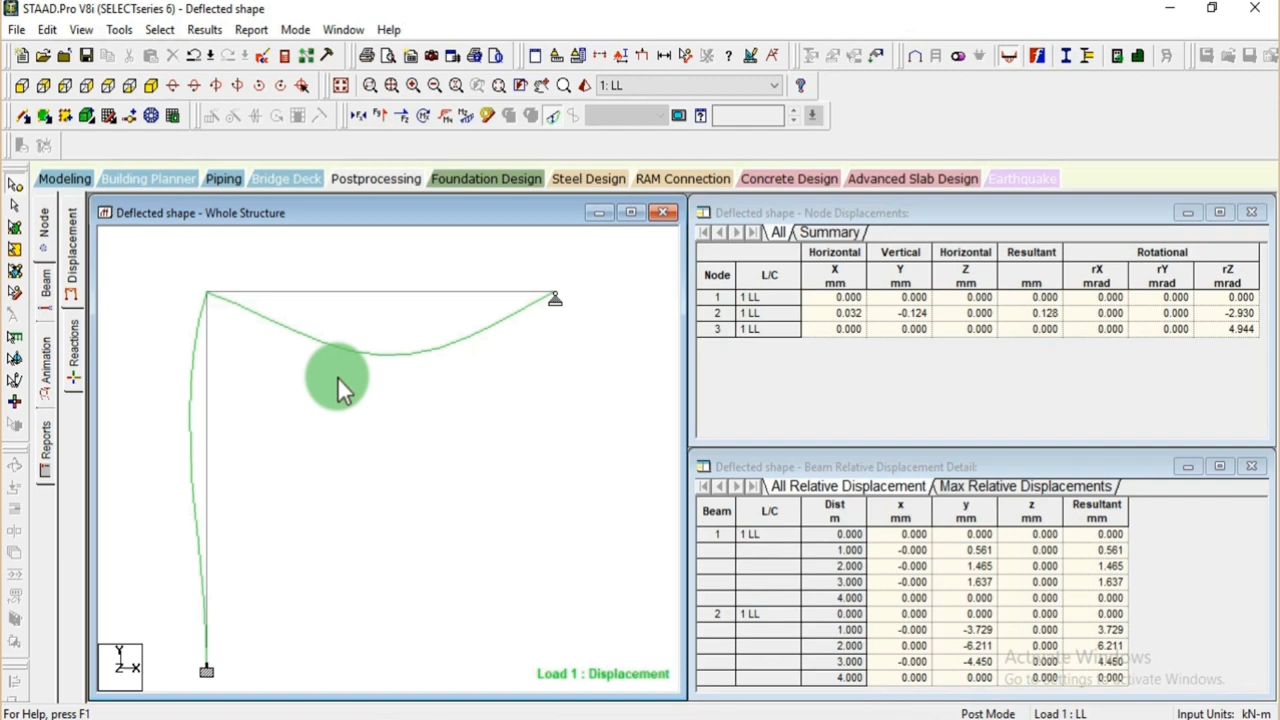 STAAD.Pro V8i (SELECTseries 6) - Deflected shape
File Edit View Tools Select Results Report Mode Window Help
1: LL
Modeling Building Planner Piping Bridge Deck Postprocessing Foundation Design Steel Design RAM Connection Concrete Design Advanced Slab Design Earthquake
Node
Beam
Animation
Reports
Displacement
Reactions
Deflected shape - Whole Structure
Y
Z X
Load 1 : Displacement
Deflected shape - Node Displacements:
All Summary
Horizontal Vertical Horizontal Resultant Rotational
Node L/C X mm Y mm Z mm mm rX mrad rY mrad rZ mrad
1 1 LL 0.000 0.000 0.000 0.000 0.000 0.000 0.000
2 1 LL 0.032 -0.124 0.000 0.128 0.000 0.000 -2.930
3 1 LL 0.000 0.000 0.000 0.000 0.000 0.000 4.944
Deflected shape - Beam Relative Displacement Detail:
All Relative Displacement Max Relative Displacements
Beam L/C Dist m x mm y mm z mm Resultant mm
1 1 LL 0.000 0.000 0.000 0.000 0.000
1.000 -0.000 0.561 0.000 0.561
2.000 -0.000 1.465 0.000 1.465
3.000 -0.000 1.637 0.000 1.637
4.000 0.000 0.000 0.000 0.000
2 1 LL 0.000 0.000 0.000 0.000 0.000
1.000 -0.000 -3.729 0.000 3.729
2.000 -0.000 -6.211 0.000 6.211
3.000 -0.000 -4.450 0.000 4.450
4.000 0.000 0.000 0.000 0.000
Activate Windows
Go to Settings to activate Windows.
For Help, press F1
Post Mode Load 1 : LL Input Units: kN-m